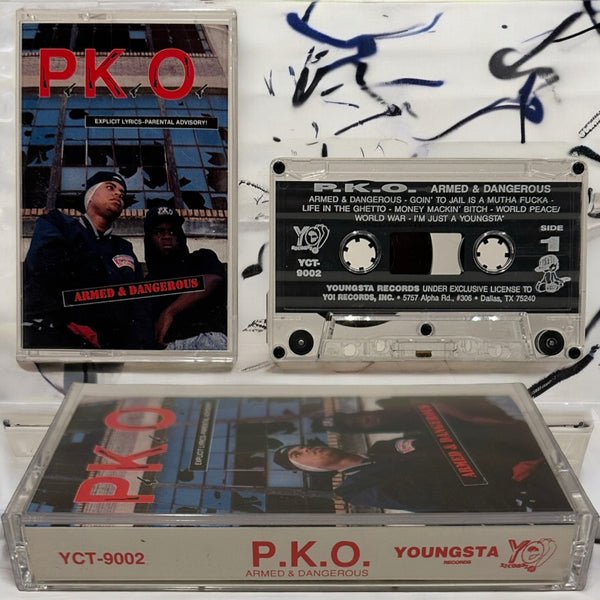 P.K.O.
EXPLICIT LYRICS-PARENTAL ADVISORY!
P.K.O.
ARMED & DANGEROUS
P.K.O. ARMED & DANGEROUS
ARMED & DANGEROUS - GOIN' TO JAIL IS A MUTHA FUCKA -
LIFE IN THE GHETTO - MONEY MACKIN' BITCH - WORLD PEACE/
WORLD WAR - I'M JUST A YOUNGSTA*
YO!
RECORDS
YCT-
9002
SIDE
1
YOUNGSTA RECORDS UNDER EXCLUSIVE LICENSE TO
YO! RECORDS, INC. • 5757 Alpha Rd., #306 • Dallas, TX 75240
P.K.O.
EXPLICIT LYRICS-PARENTAL ADVISORY!
ARMED & DANGEROUS
YCT-9002
P.K.O.
ARMED & DANGEROUS
YOUNGSTA
RECORDS
YO!
RECORDS